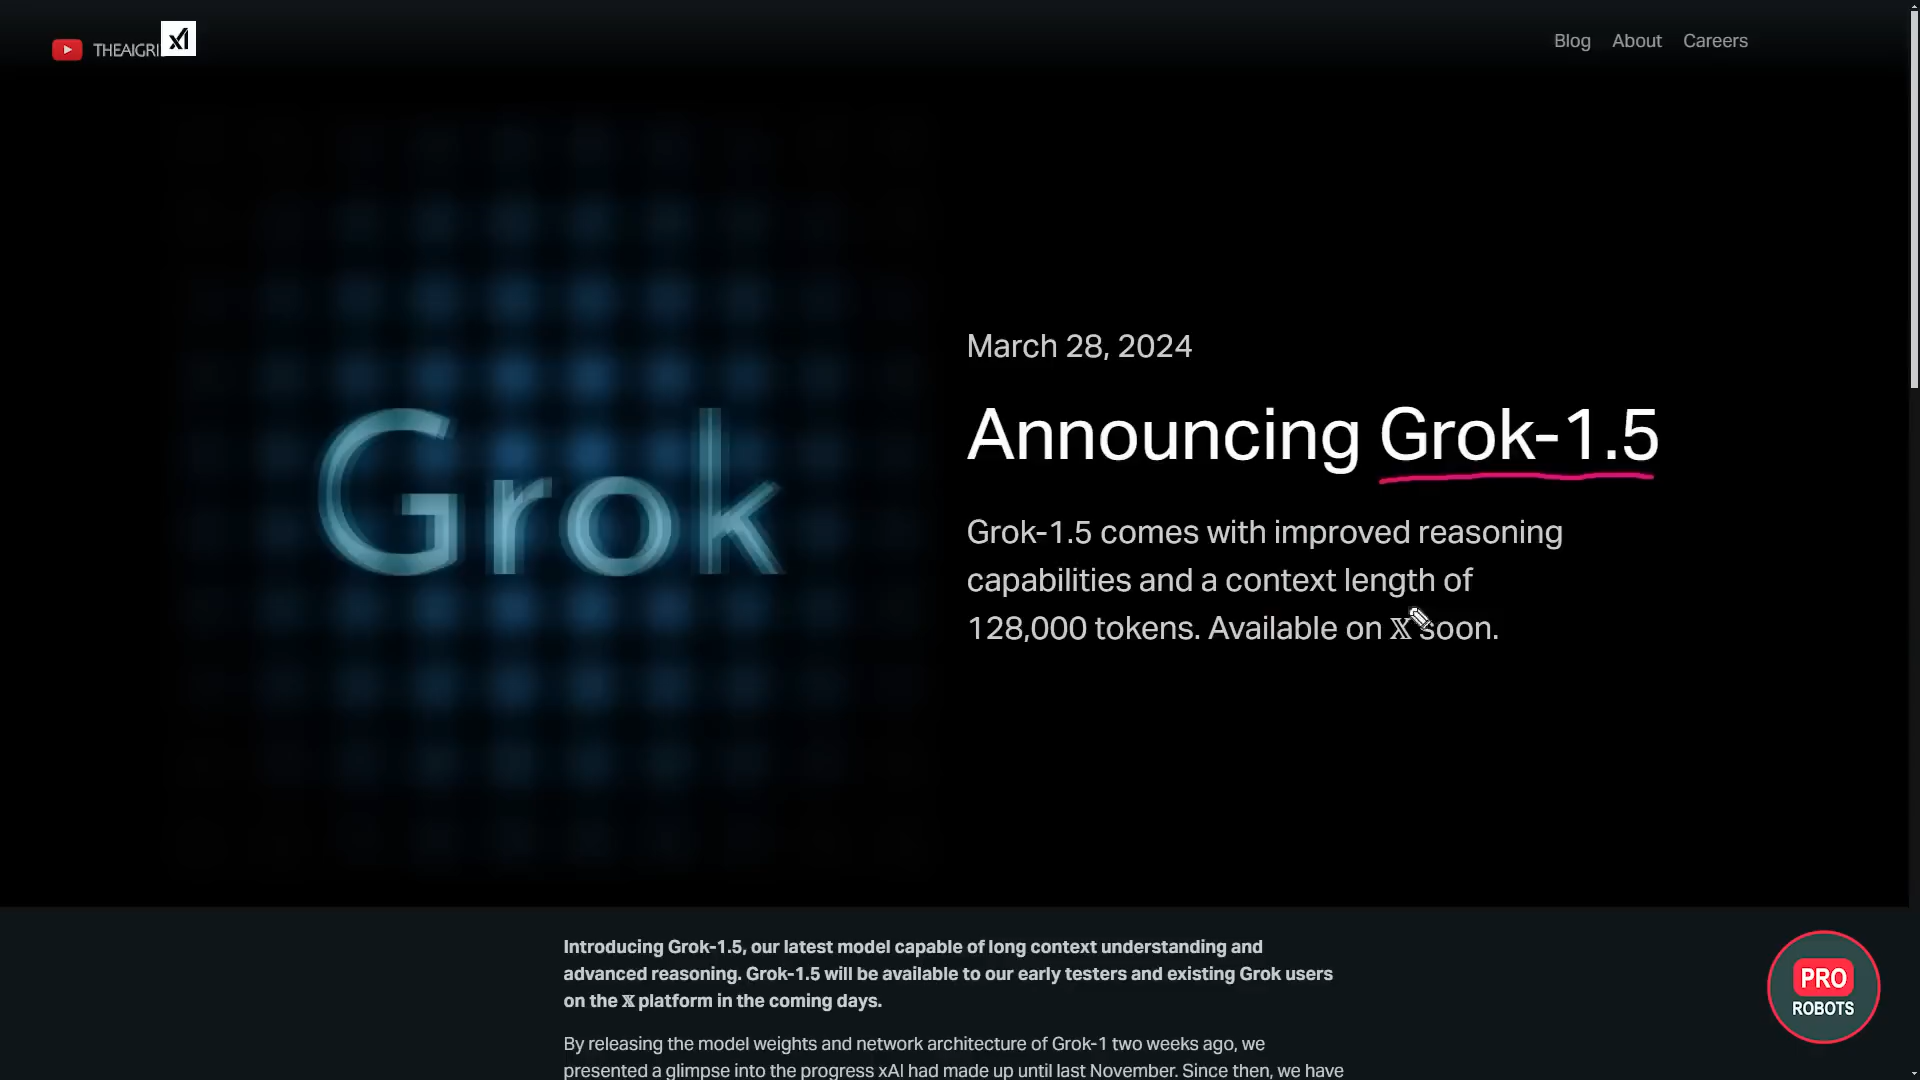 THEAIGRI
xI
Blog About Careers
March 28, 2024
Grok
Announcing Grok-1.5
Grok-1.5 comes with improved reasoning
capabilities and a context length of
128,000 tokens. Available on 𝕏 soon.
Introducing Grok-1.5, our latest model capable of long context understanding and
advanced reasoning. Grok-1.5 will be available to our early testers and existing Grok users
on the 𝕏 platform in the coming days.
By releasing the model weights and network architecture of Grok-1 two weeks ago, we
presented a glimpse into the progress xAI had made up until last November. Since then, we have
PRO
ROBOTS